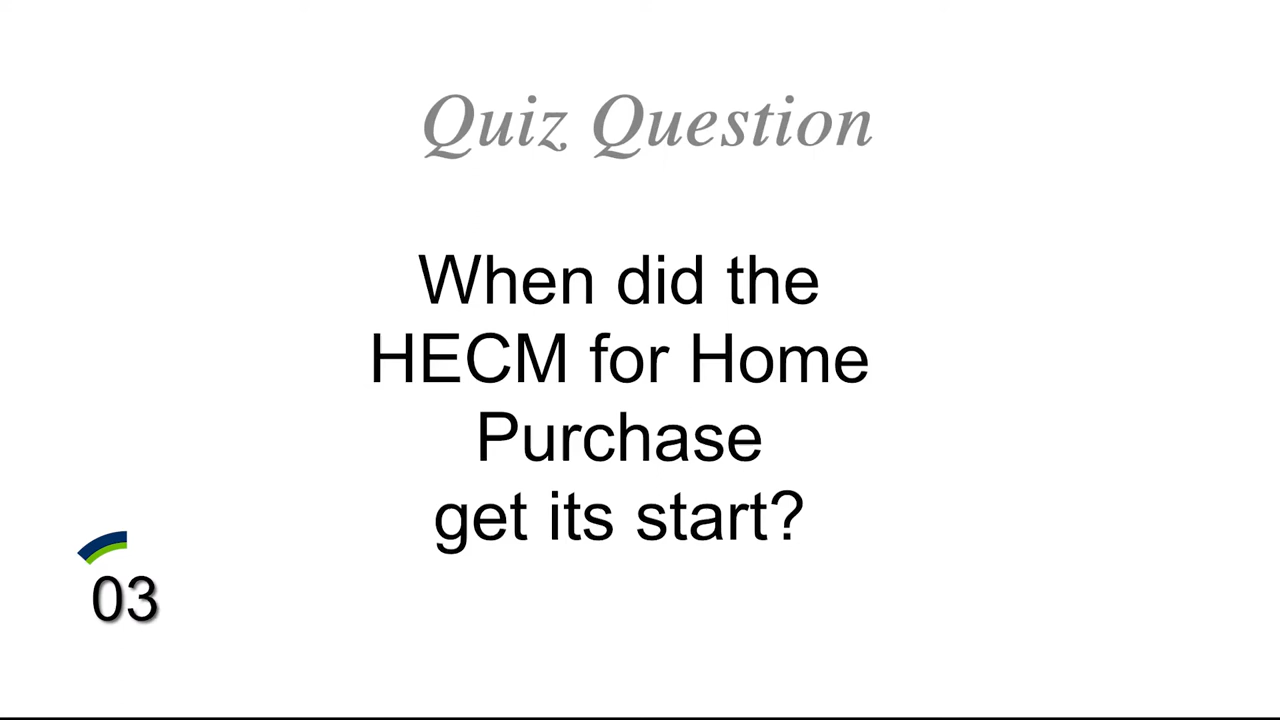 Quiz Question
When did the
HECM for Home
Purchase
get its start?
03